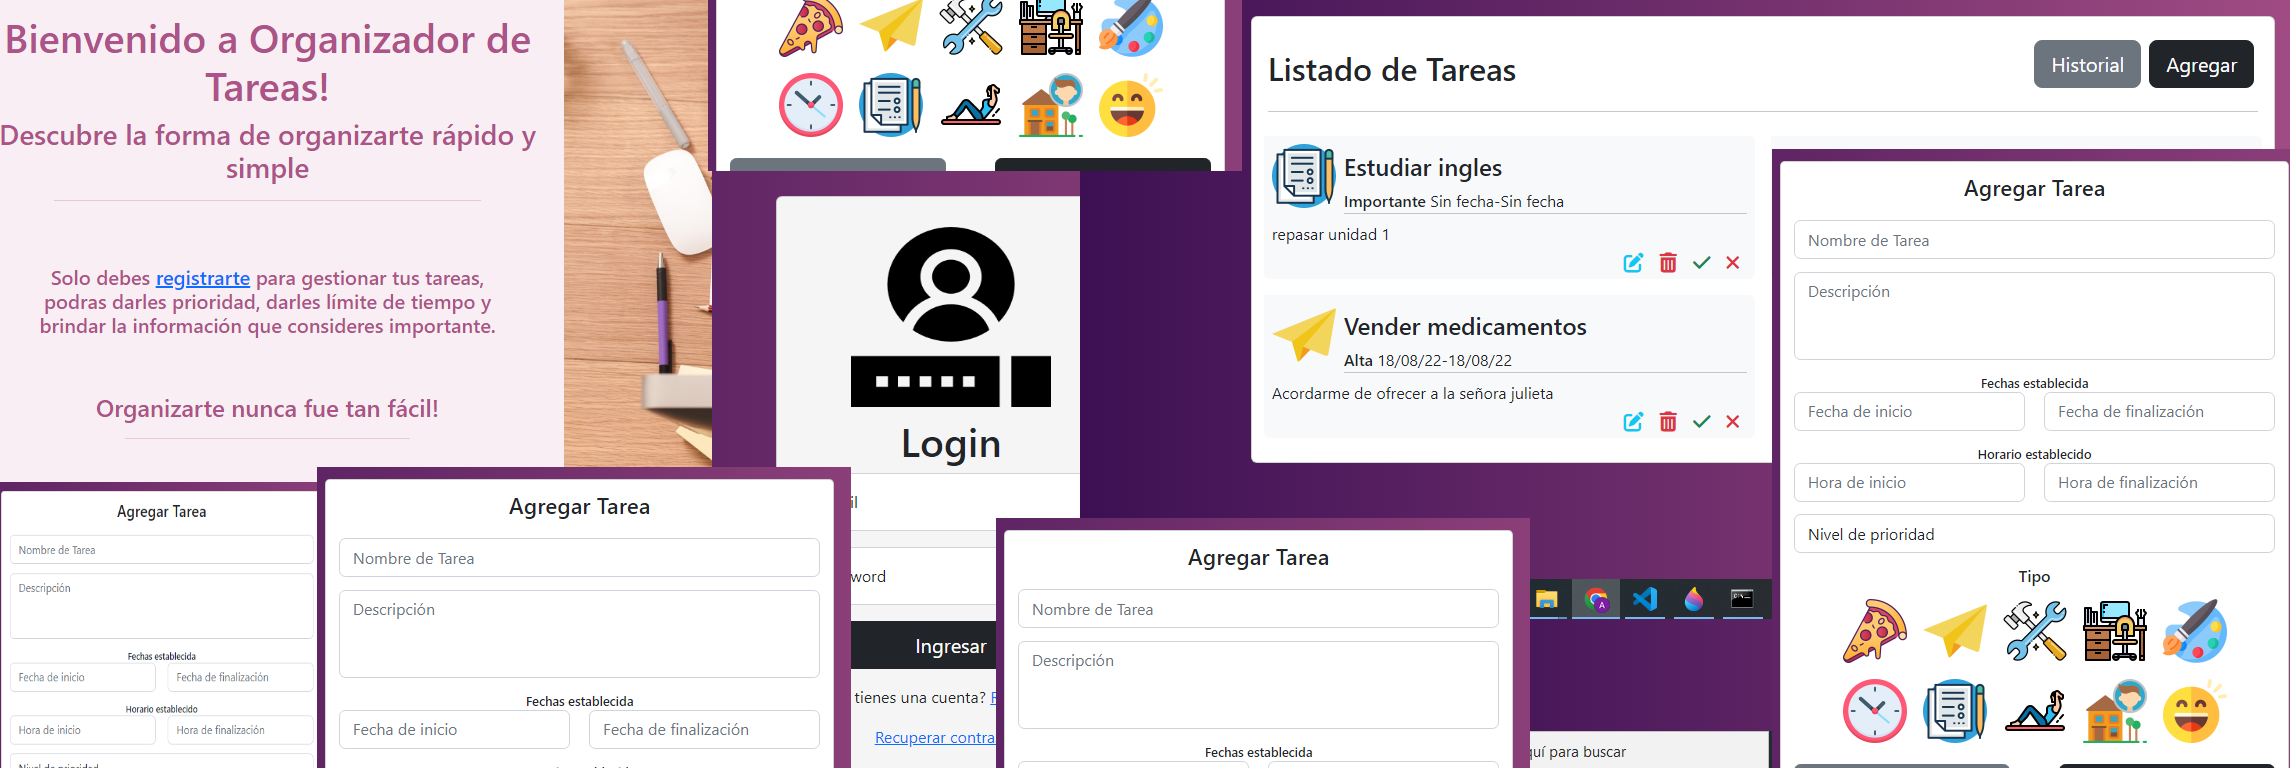 Bienvenido a Organizador de
Tareas!
Descubre la forma de organizarte rápido y
simple
Solo debes registrarte para gestionar tus tareas,
podras darles prioridad, darles límite de tiempo y
brindar la información que consideres importante.
Organizarte nunca fue tan fácil!
Listado de Tareas
Historial
Agregar
Estudiar ingles
Importante Sin fecha-Sin fecha
repasar unidad 1
Vender medicamentos
Alta 18/08/22-18/08/22
Acordarme de ofrecer a la señora julieta
Login
il
word
Ingresar
tienes una cuenta?
Recuperar contra
Agregar Tarea
Nombre de Tarea
Descripción
Fechas establecida
Fecha de inicio
Fecha de finalización
Horario establecido
Hora de inicio
Hora de finalización
Nivel de prioridad
Agregar Tarea
Nombre de Tarea
Descripción
Fechas establecida
Fecha de inicio
Fecha de finalización
Agregar Tarea
Nombre de Tarea
Descripción
Fechas establecida
Agregar Tarea
Nombre de Tarea
Descripción
Fechas establecida
Fecha de inicio
Fecha de finalización
Horario establecido
Hora de inicio
Hora de finalización
Nivel de prioridad
Tipo
A
quí para buscar